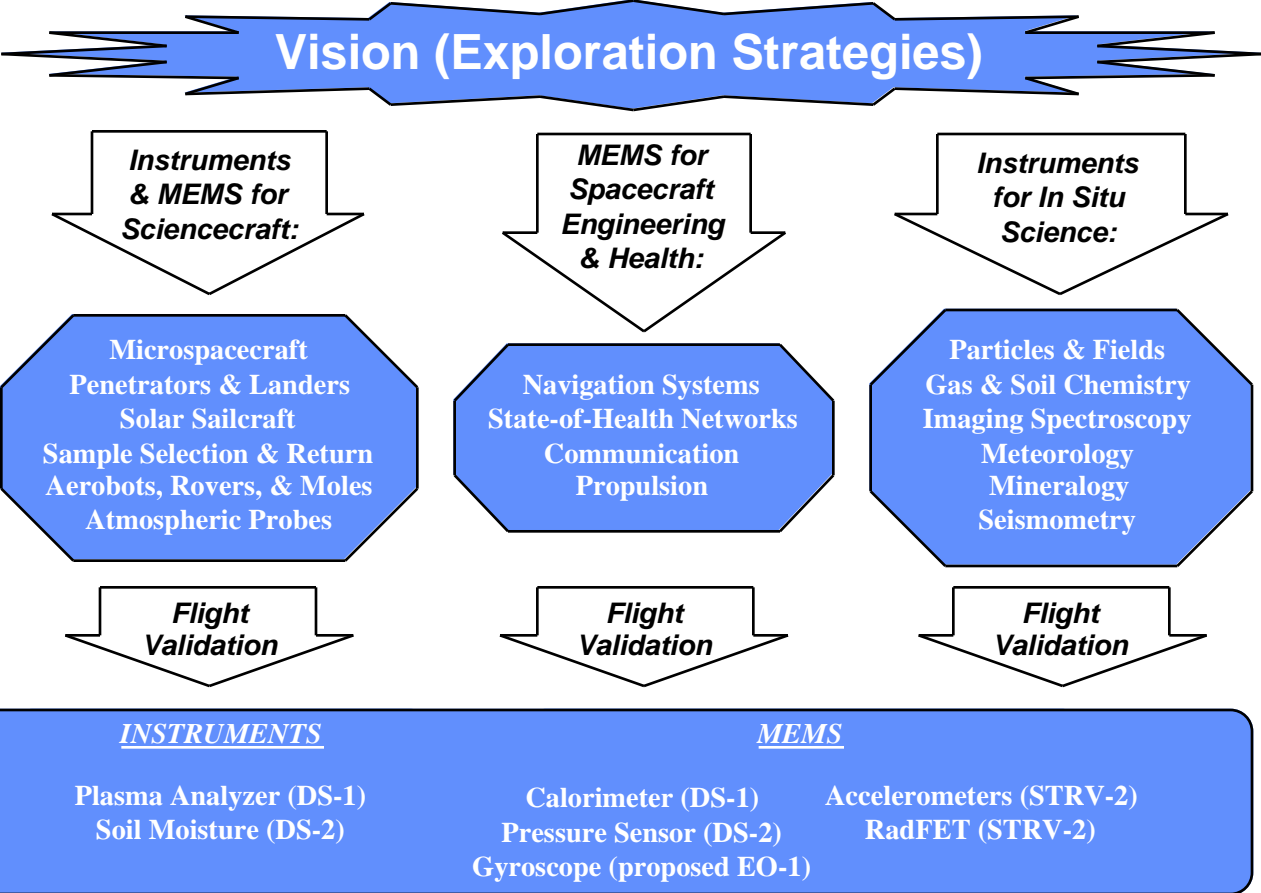 Vision (Exploration Strategies)
Instruments
& MEMS for
Sciencecraft:
MEMS for
Spacecraft
Engineering
& Health:
Instruments
for In Situ
Science:
Microspacecraft
Penetrators & Landers
Solar Sailcraft
Sample Selection & Return
Aerobots, Rovers, & Moles
Atmospheric Probes
Navigation Systems
State-of-Health Networks
Communication
Propulsion
Particles & Fields
Gas & Soil Chemistry
Imaging Spectroscopy
Meteorology
Mineralogy
Seismometry
Flight
Validation
Flight
Validation
Flight
Validation
INSTRUMENTS
Plasma Analyzer (DS-1)
Soil Moisture (DS-2)
MEMS
Calorimeter (DS-1)
Pressure Sensor (DS-2)
Gyroscope (proposed EO-1)
Accelerometers (STRV-2)
RadFET (STRV-2)